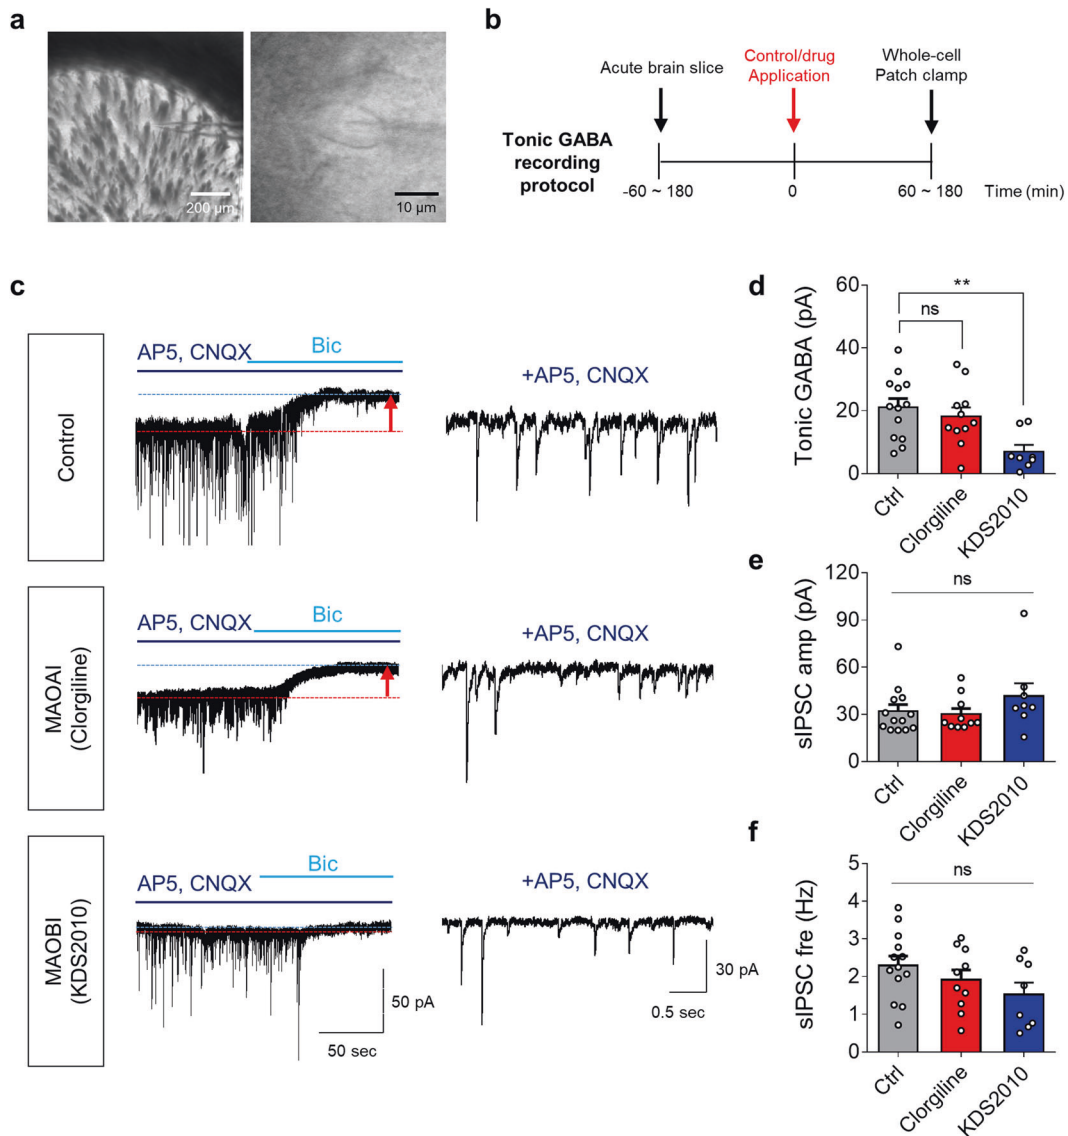 a
200 µm
10 µm
b
Acute brain slice
Control/drug
Application
Whole-cell
Patch clamp
Tonic GABA
recording
protocol
-60 ~ 180
0
60 ~ 180
Time (min)
c
Control
AP5, CNQX
Bic
+AP5, CNQX
MAOAI
(Clorgiline)
AP5, CNQX
Bic
+AP5, CNQX
MAOBI
(KDS2010)
AP5, CNQX
Bic
+AP5, CNQX
50 pA
50 sec
30 pA
0.5 sec
d
Tonic GABA (pA)
60
40
20
0
**
ns
Ctrl
Clorgiline
KDS2010
e
sIPSC amp (pA)
120
90
60
30
0
ns
Ctrl
Clorgiline
KDS2010
f
sIPSC fre (Hz)
5
4
3
2
1
0
ns
Ctrl
Clorgiline
KDS2010